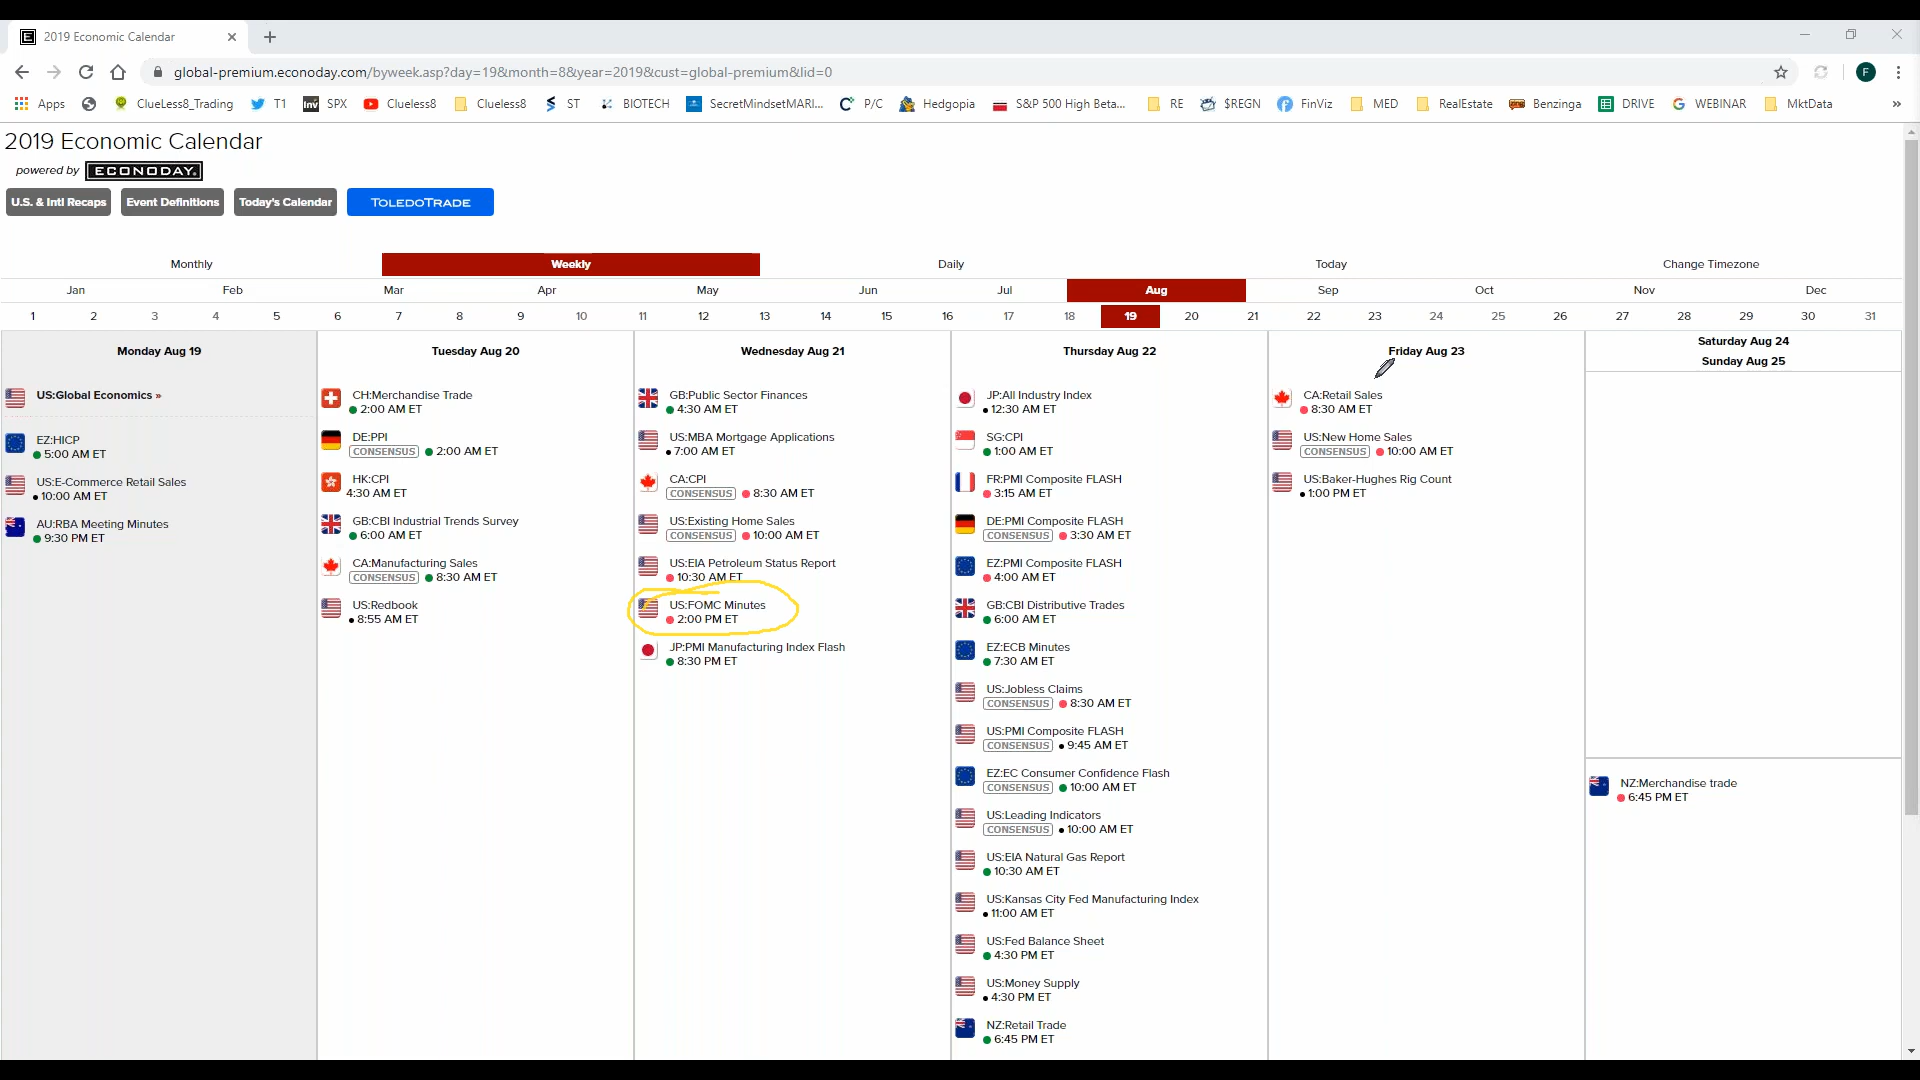 2019 Economic Calendar
global-premium.econoday.com/byweek.asp?day=19&month=8&year=2019&cust=global-premium&lid=0
F
Apps ClueLess8_Trading T1 SPX Clueless8 Clueless8 ST BIOTECH SecretMindsetMARI... P/C Hedgopia S&P 500 High Beta... RE $REGN FinViz MED RealEstate Benzinga DRIVE WEBINAR MktData »
2019 Economic Calendar
powered by ECONODAY
U.S. & Intl Recaps Event Definitions Today's Calendar TOLEDOTRADE
Monthly Weekly Daily Today Change Timezone
Jan Feb Mar Apr May Jun Jul Aug Sep Oct Nov Dec
1 2 3 4 5 6 7 8 9 10 11 12 13 14 15 16 17 18 19 20 21 22 23 24 25 26 27 28 29 30 31
Monday Aug 19
US:Global Economics »
EZ:HICP
5:00 AM ET
US:E-Commerce Retail Sales
10:00 AM ET
AU:RBA Meeting Minutes
9:30 PM ET
Tuesday Aug 20
CH:Merchandise Trade
2:00 AM ET
DE:PPI
CONSENSUS 2:00 AM ET
HK:CPI
4:30 AM ET
GB:CBI Industrial Trends Survey
6:00 AM ET
CA:Manufacturing Sales
CONSENSUS 8:30 AM ET
US:Redbook
8:55 AM ET
Wednesday Aug 21
GB:Public Sector Finances
4:30 AM ET
US:MBA Mortgage Applications
7:00 AM ET
CA:CPI
CONSENSUS 8:30 AM ET
US:Existing Home Sales
CONSENSUS 10:00 AM ET
US:EIA Petroleum Status Report
10:30 AM ET
US:FOMC Minutes
2:00 PM ET
JP:PMI Manufacturing Index Flash
8:30 PM ET
Thursday Aug 22
JP:All Industry Index
12:30 AM ET
SG:CPI
1:00 AM ET
FR:PMI Composite FLASH
3:15 AM ET
DE:PMI Composite FLASH
CONSENSUS 3:30 AM ET
EZ:PMI Composite FLASH
4:00 AM ET
GB:CBI Distributive Trades
6:00 AM ET
EZ:ECB Minutes
7:30 AM ET
US:Jobless Claims
CONSENSUS 8:30 AM ET
US:PMI Composite FLASH
CONSENSUS 9:45 AM ET
EZ:EC Consumer Confidence Flash
CONSENSUS 10:00 AM ET
US:Leading Indicators
CONSENSUS 10:00 AM ET
US:EIA Natural Gas Report
10:30 AM ET
US:Kansas City Fed Manufacturing Index
11:00 AM ET
US:Fed Balance Sheet
4:30 PM ET
US:Money Supply
4:30 PM ET
NZ:Retail Trade
6:45 PM ET
Friday Aug 23
CA:Retail Sales
8:30 AM ET
US:New Home Sales
CONSENSUS 10:00 AM ET
US:Baker-Hughes Rig Count
1:00 PM ET
Saturday Aug 24
Sunday Aug 25
NZ:Merchandise trade
6:45 PM ET